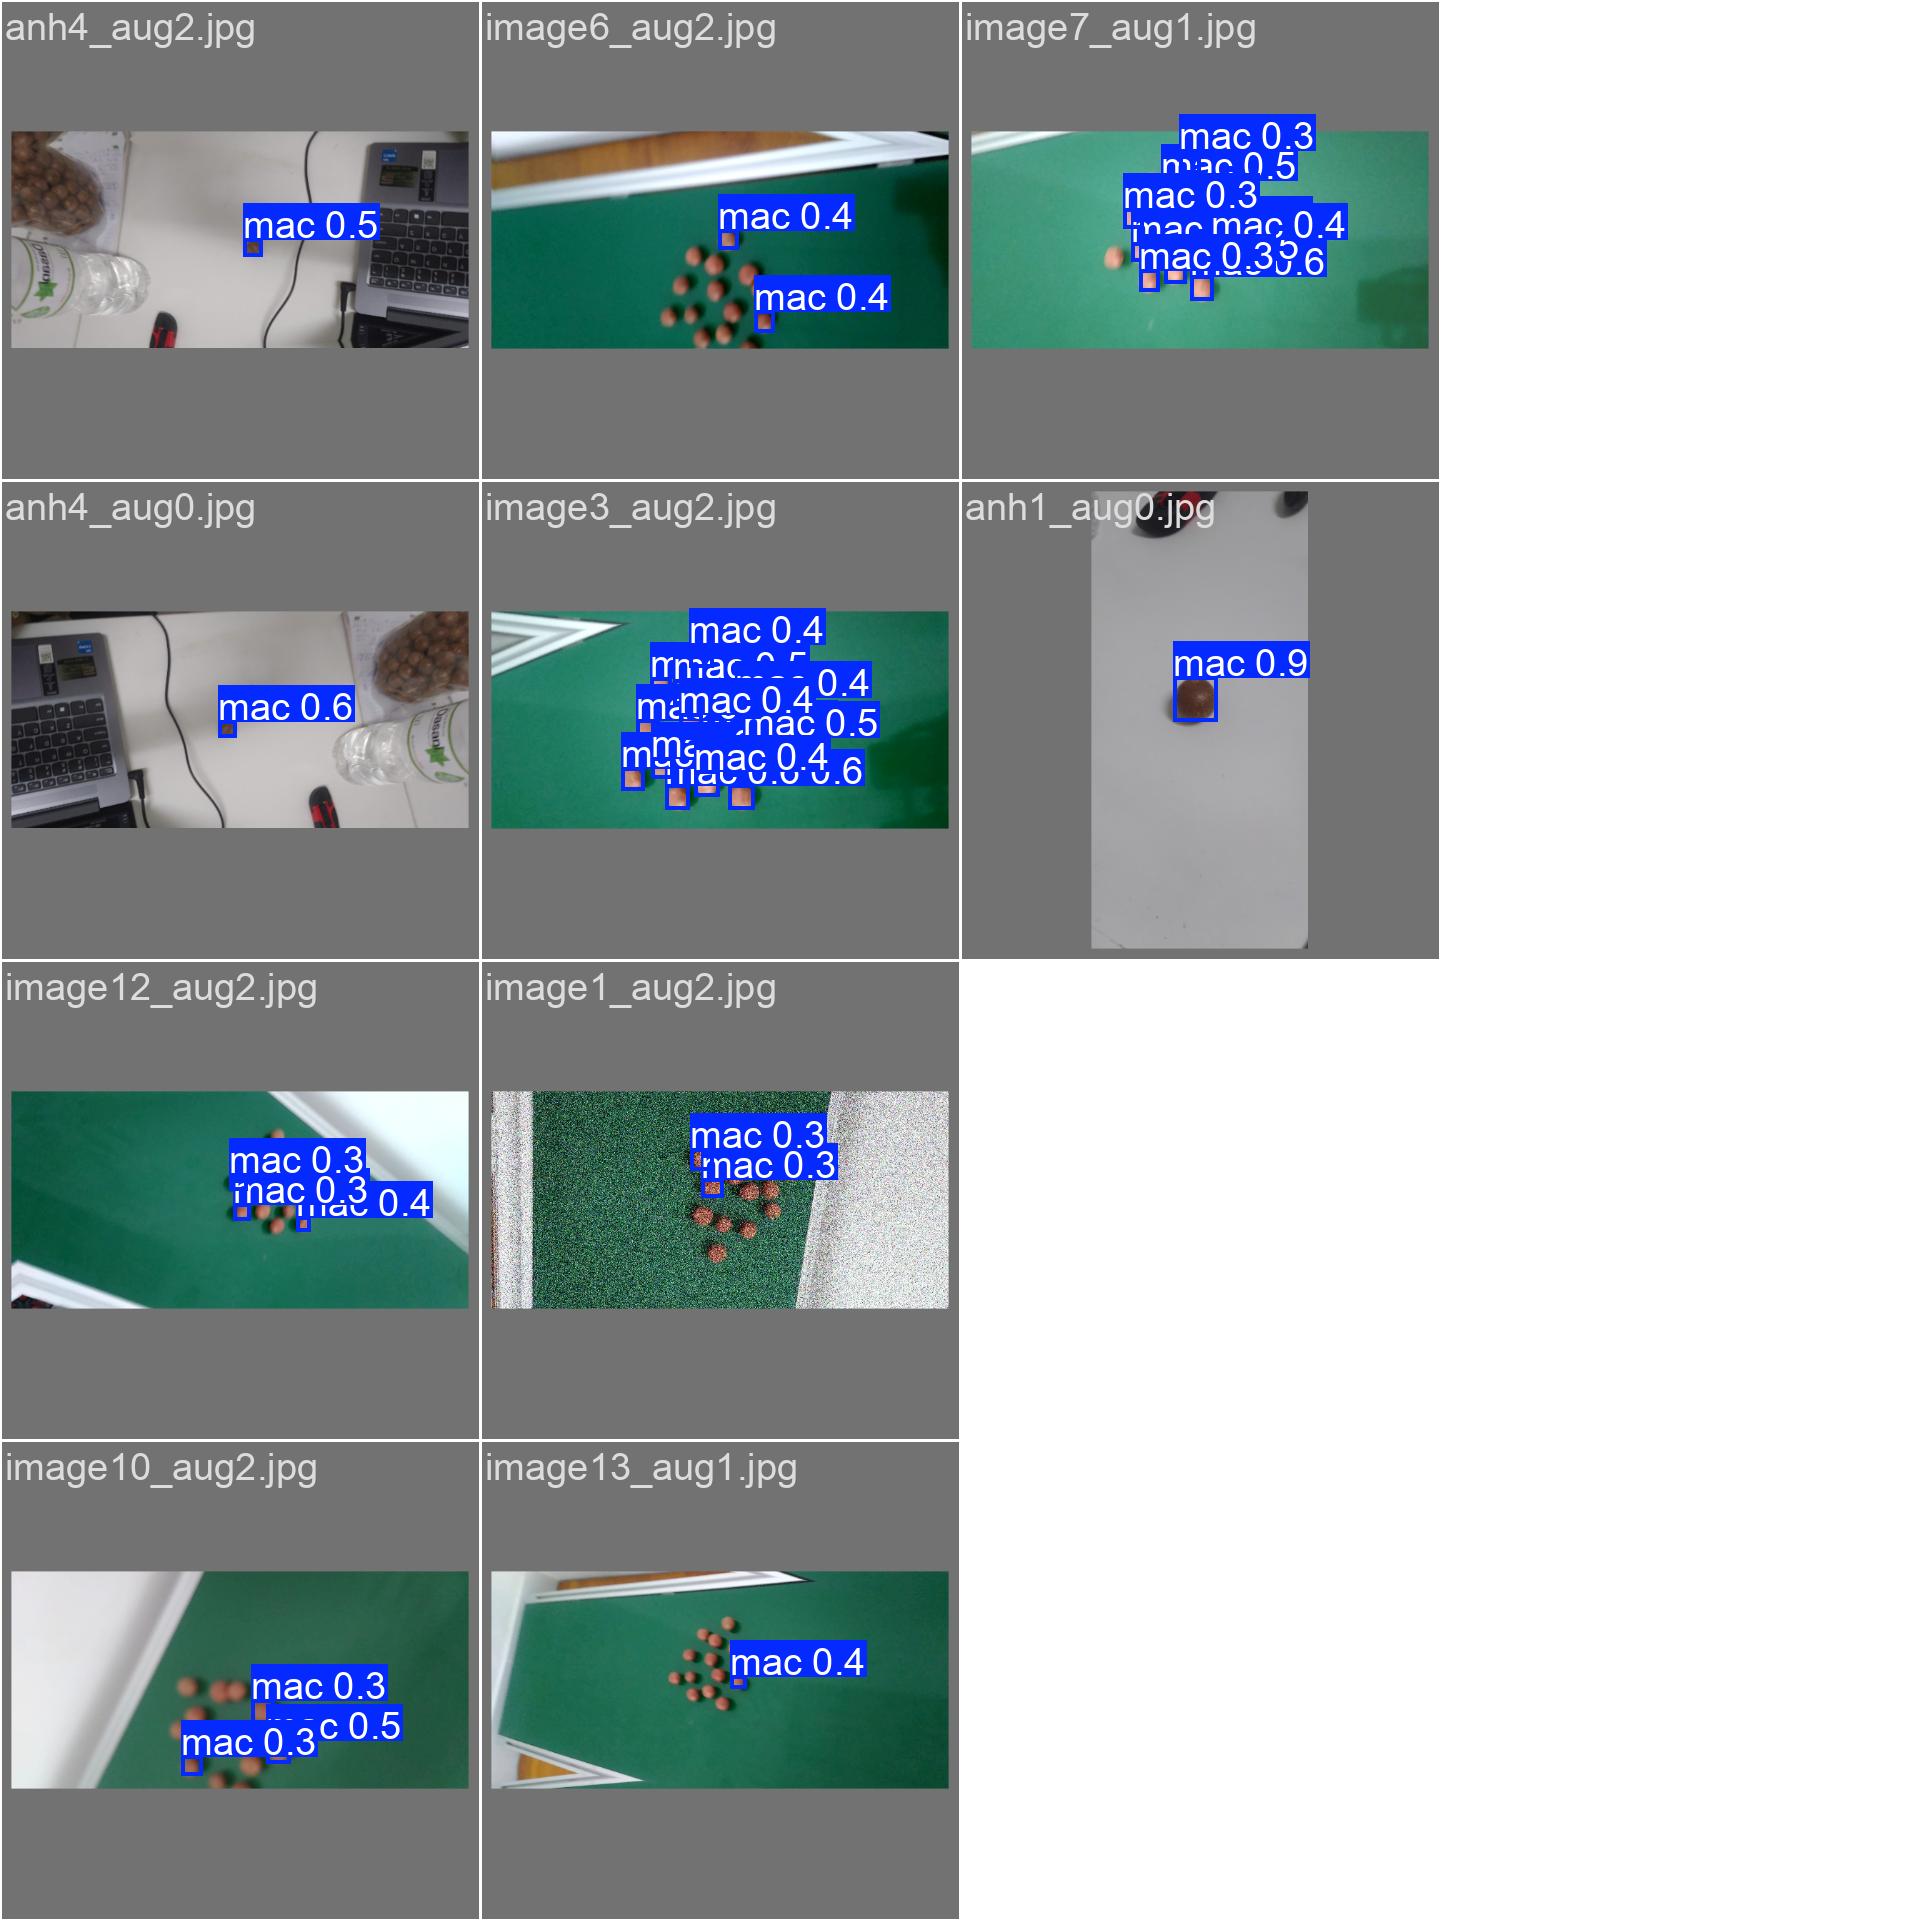 anh4_aug2.jpg
mac 0.5
image6_aug2.jpg
mac 0.4
mac 0.4
image7_aug1.jpg
mac 0.3
mac 0.5
mac 0.3
mac
mac 0.4
mac 0.3
0.6
anh4_aug0.jpg
mac 0.6
image3_aug2.jpg
mac 0.4
mac 0.5
0.4
mac 0.4
mac 0.5
mac 0.4
0.6
anh1_aug0.jpg
mac 0.9
image12_aug2.jpg
mac 0.3
mac 0.3
mac 0.4
image1_aug2.jpg
mac 0.3
mac 0.3
image10_aug2.jpg
mac 0.3
0.5
mac 0.3
image13_aug1.jpg
mac 0.4